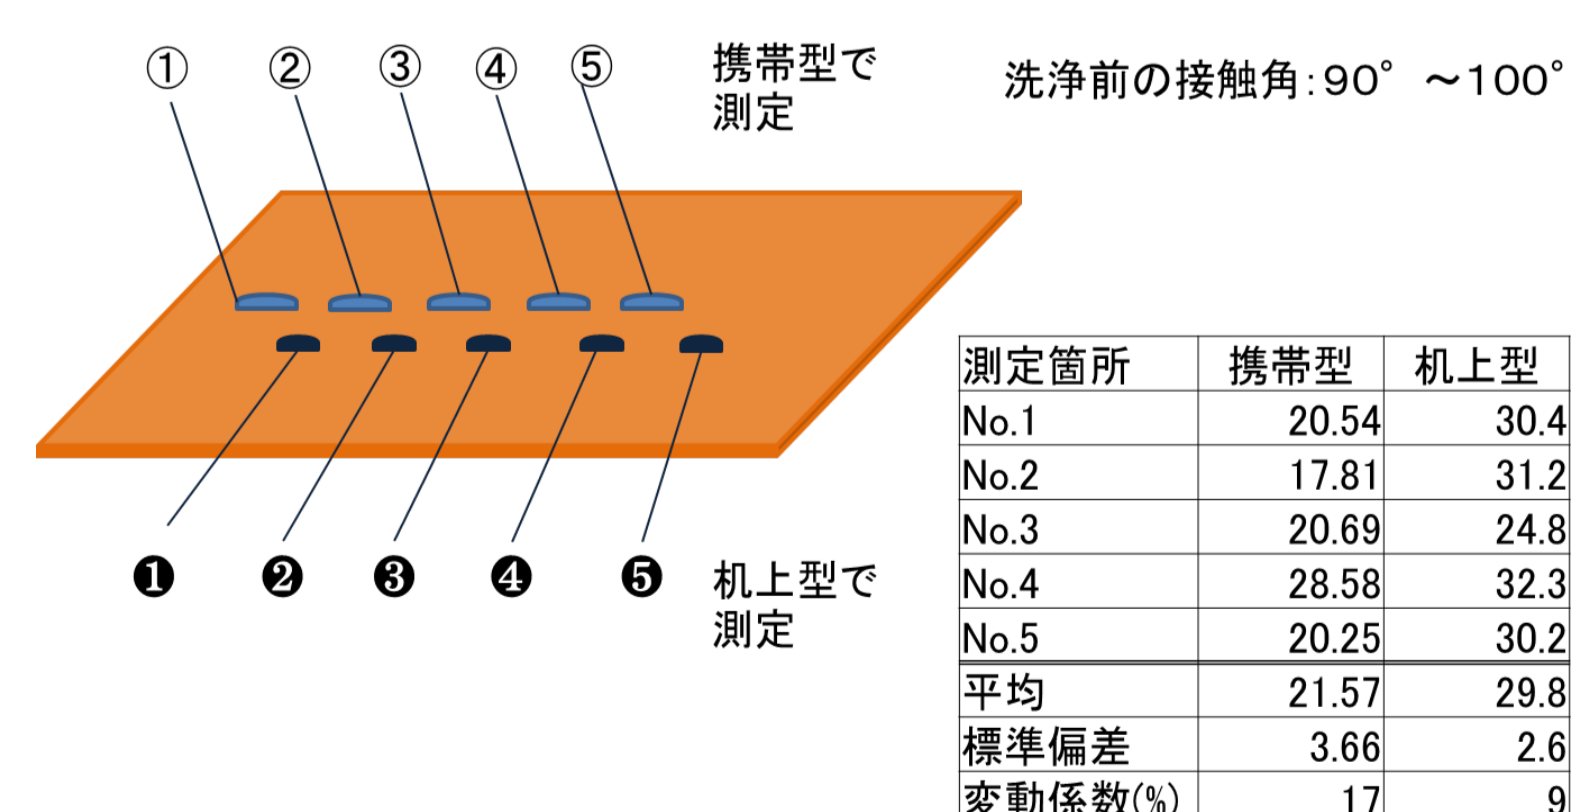 ① ② ③ ④ ⑤
携帯型で
測定
洗浄前の接触角:90°～100°
❶ ❷ ❸ ❹ ❺
机上型で
測定
測定箇所 携帯型 机上型
No.1 20.54 30.4
No.2 17.81 31.2
No.3 20.69 24.8
No.4 28.58 32.3
No.5 20.25 30.2
平均 21.57 29.8
標準偏差 3.66 2.6
変動係数(%) 17 9